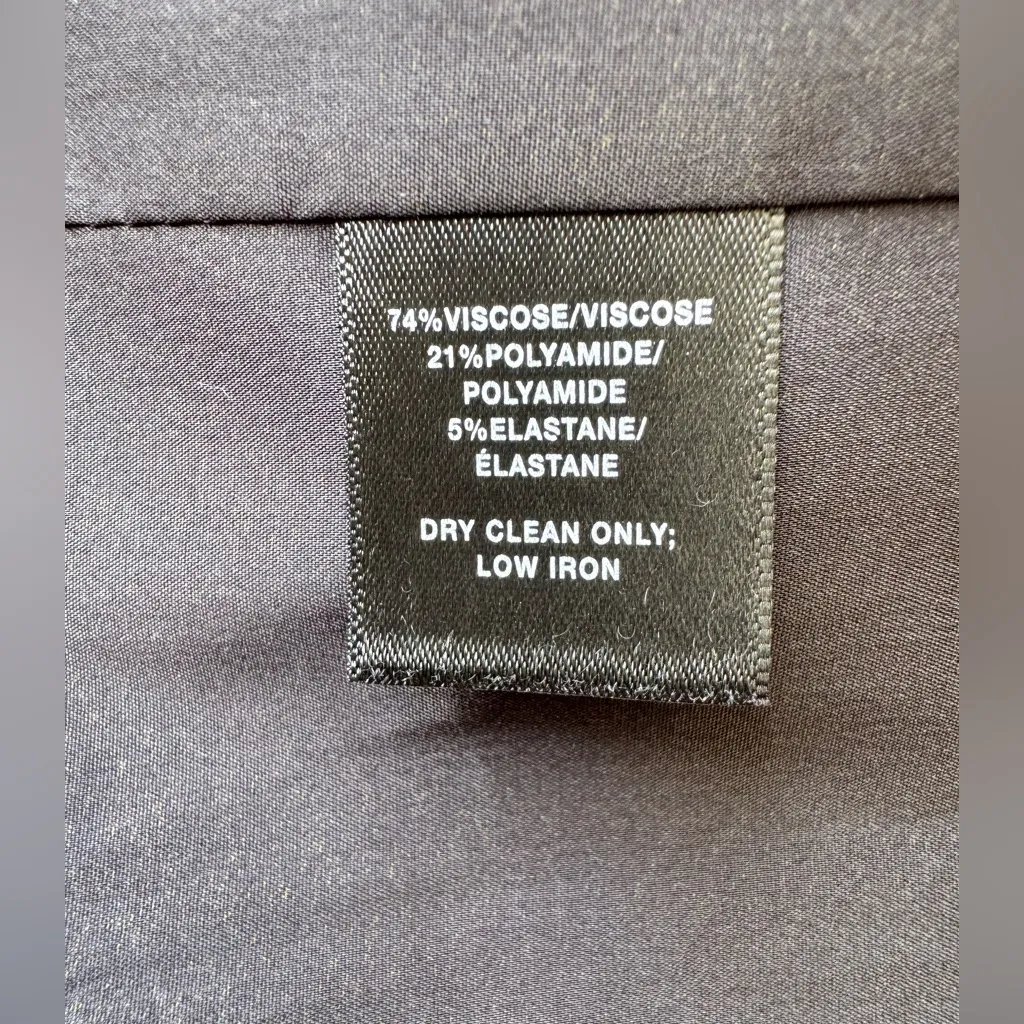 74%VISCOSE/VISCOSE
21%POLYAMIDE/
POLYAMIDE
5%ELASTANE/
ÉLASTANE
DRY CLEAN ONLY;
LOW IRON